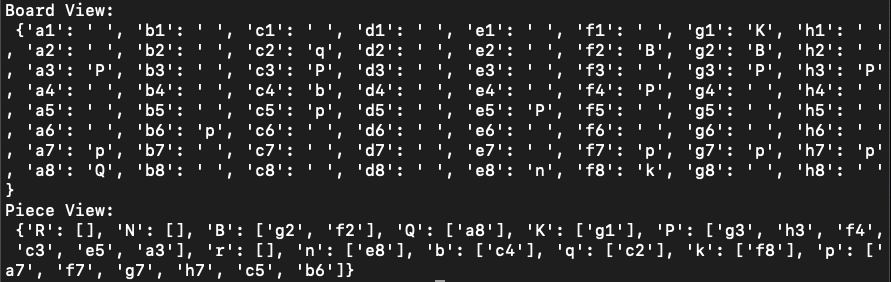 Board View:
 {'a1': ' ', 'b1': ' ', 'c1': ' ', 'd1': ' ', 'e1': ' ', 'f1': ' ', 'g1': 'K', 'h1': ' '
, 'a2': ' ', 'b2': ' ', 'c2': 'q', 'd2': ' ', 'e2': ' ', 'f2': 'B', 'g2': 'B', 'h2': ' '
, 'a3': 'P', 'b3': ' ', 'c3': 'P', 'd3': ' ', 'e3': ' ', 'f3': ' ', 'g3': 'P', 'h3': 'P'
, 'a4': ' ', 'b4': ' ', 'c4': 'b', 'd4': ' ', 'e4': ' ', 'f4': 'P', 'g4': ' ', 'h4': ' '
, 'a5': ' ', 'b5': ' ', 'c5': 'p', 'd5': ' ', 'e5': 'P', 'f5': ' ', 'g5': ' ', 'h5': ' '
, 'a6': ' ', 'b6': 'p', 'c6': ' ', 'd6': ' ', 'e6': ' ', 'f6': ' ', 'g6': ' ', 'h6': ' '
, 'a7': 'p', 'b7': ' ', 'c7': ' ', 'd7': ' ', 'e7': ' ', 'f7': 'p', 'g7': 'p', 'h7': 'p'
, 'a8': 'Q', 'b8': ' ', 'c8': ' ', 'd8': ' ', 'e8': 'n', 'f8': 'k', 'g8': ' ', 'h8': ' '
}
Piece View:
 {'R': [], 'N': [], 'B': ['g2', 'f2'], 'Q': ['a8'], 'K': ['g1'], 'P': ['g3', 'h3', 'f4',
 'c3', 'e5', 'a3'], 'r': [], 'n': ['e8'], 'b': ['c4'], 'q': ['c2'], 'k': ['f8'], 'p': ['
a7', 'f7', 'g7', 'h7', 'c5', 'b6']}